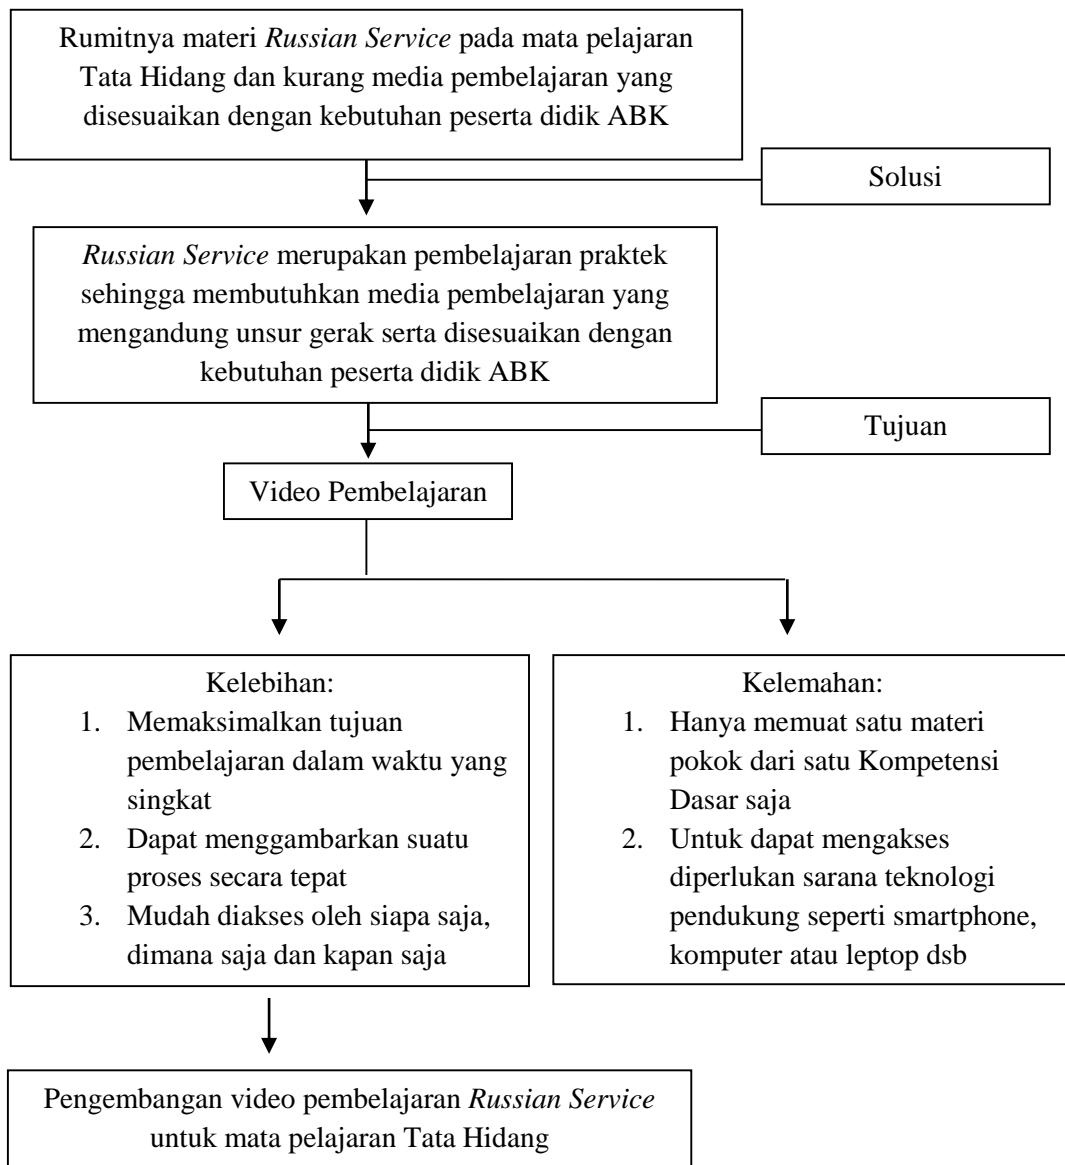 Rumitnya materi Russian Service pada mata pelajaran
Tata Hidang dan kurang media pembelajaran yang
disesuaikan dengan kebutuhan peserta didik ABK
Solusi
Russian Service merupakan pembelajaran praktek
sehingga membutuhkan media pembelajaran yang
mengandung unsur gerak serta disesuaikan dengan
kebutuhan peserta didik ABK
Tujuan
Video Pembelajaran
Kelebihan:
1. Memaksimalkan tujuan
pembelajaran dalam waktu yang
singkat
2. Dapat menggambarkan suatu
proses secara tepat
3. Mudah diakses oleh siapa saja,
dimana saja dan kapan saja
Kelemahan:
1. Hanya memuat satu materi
pokok dari satu Kompetensi
Dasar saja
2. Untuk dapat mengakses
diperlukan sarana teknologi
pendukung seperti smartphone,
komputer atau leptop dsb
Pengembangan video pembelajaran Russian Service
untuk mata pelajaran Tata Hidang